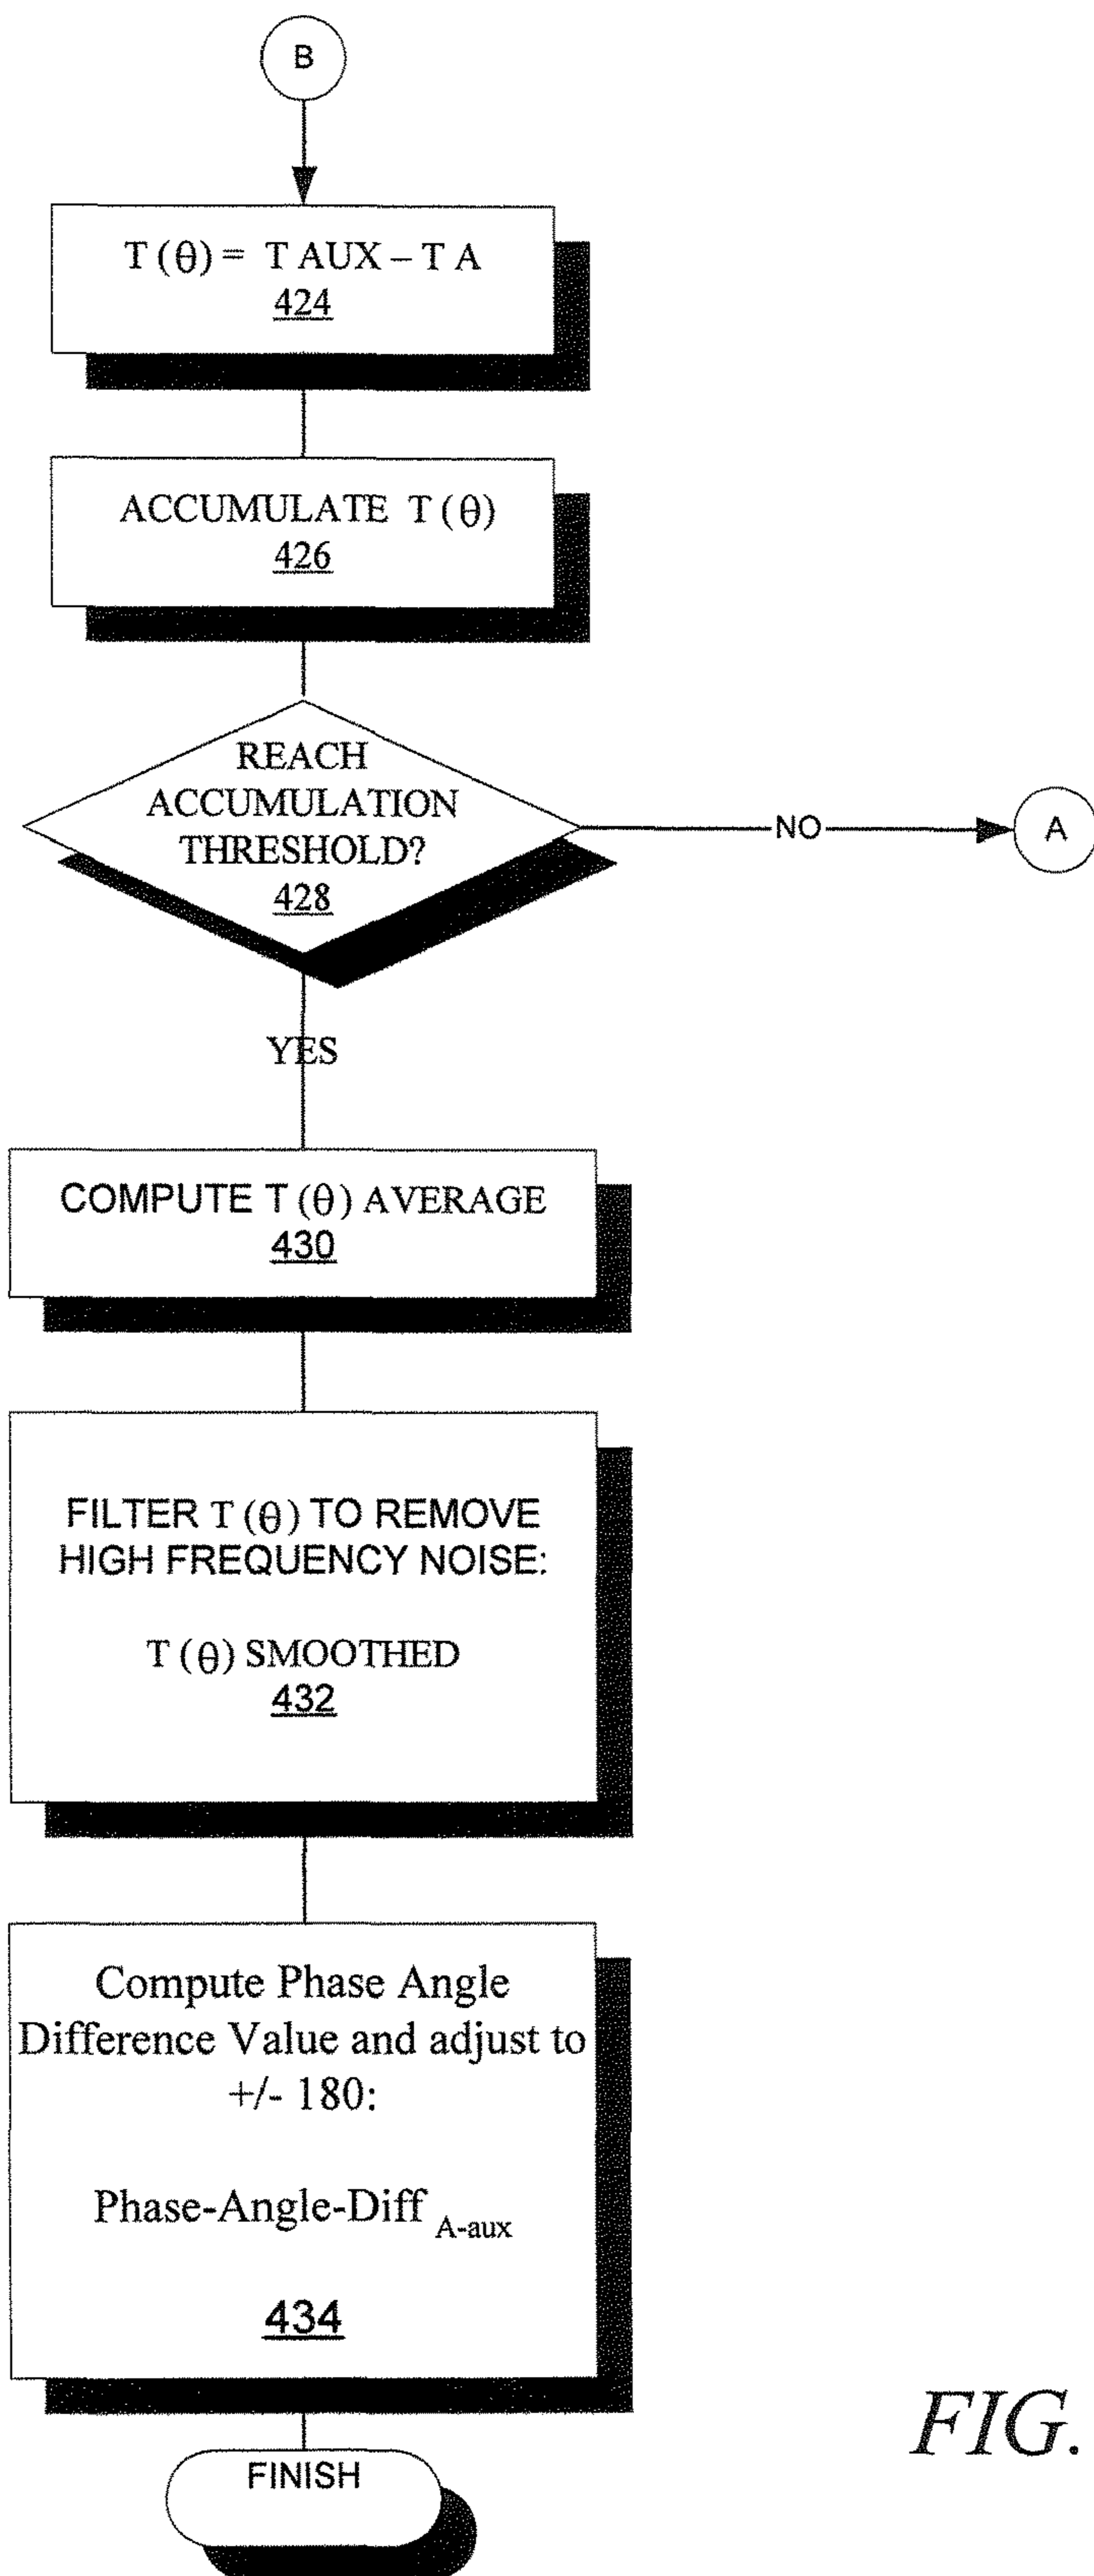 B
T (θ) = T AUX – T A
424
ACCUMULATE T (θ)
426
REACH
ACCUMULATION
THRESHOLD?
428
NO
A
YES
COMPUTE T (θ) AVERAGE
430
FILTER T (θ) TO REMOVE
HIGH FREQUENCY NOISE:
T (θ) SMOOTHED
432
Compute Phase Angle
Difference Value and adjust to
+/- 180:
Phase-Angle-Diff A-aux
434
FINISH
FIG.